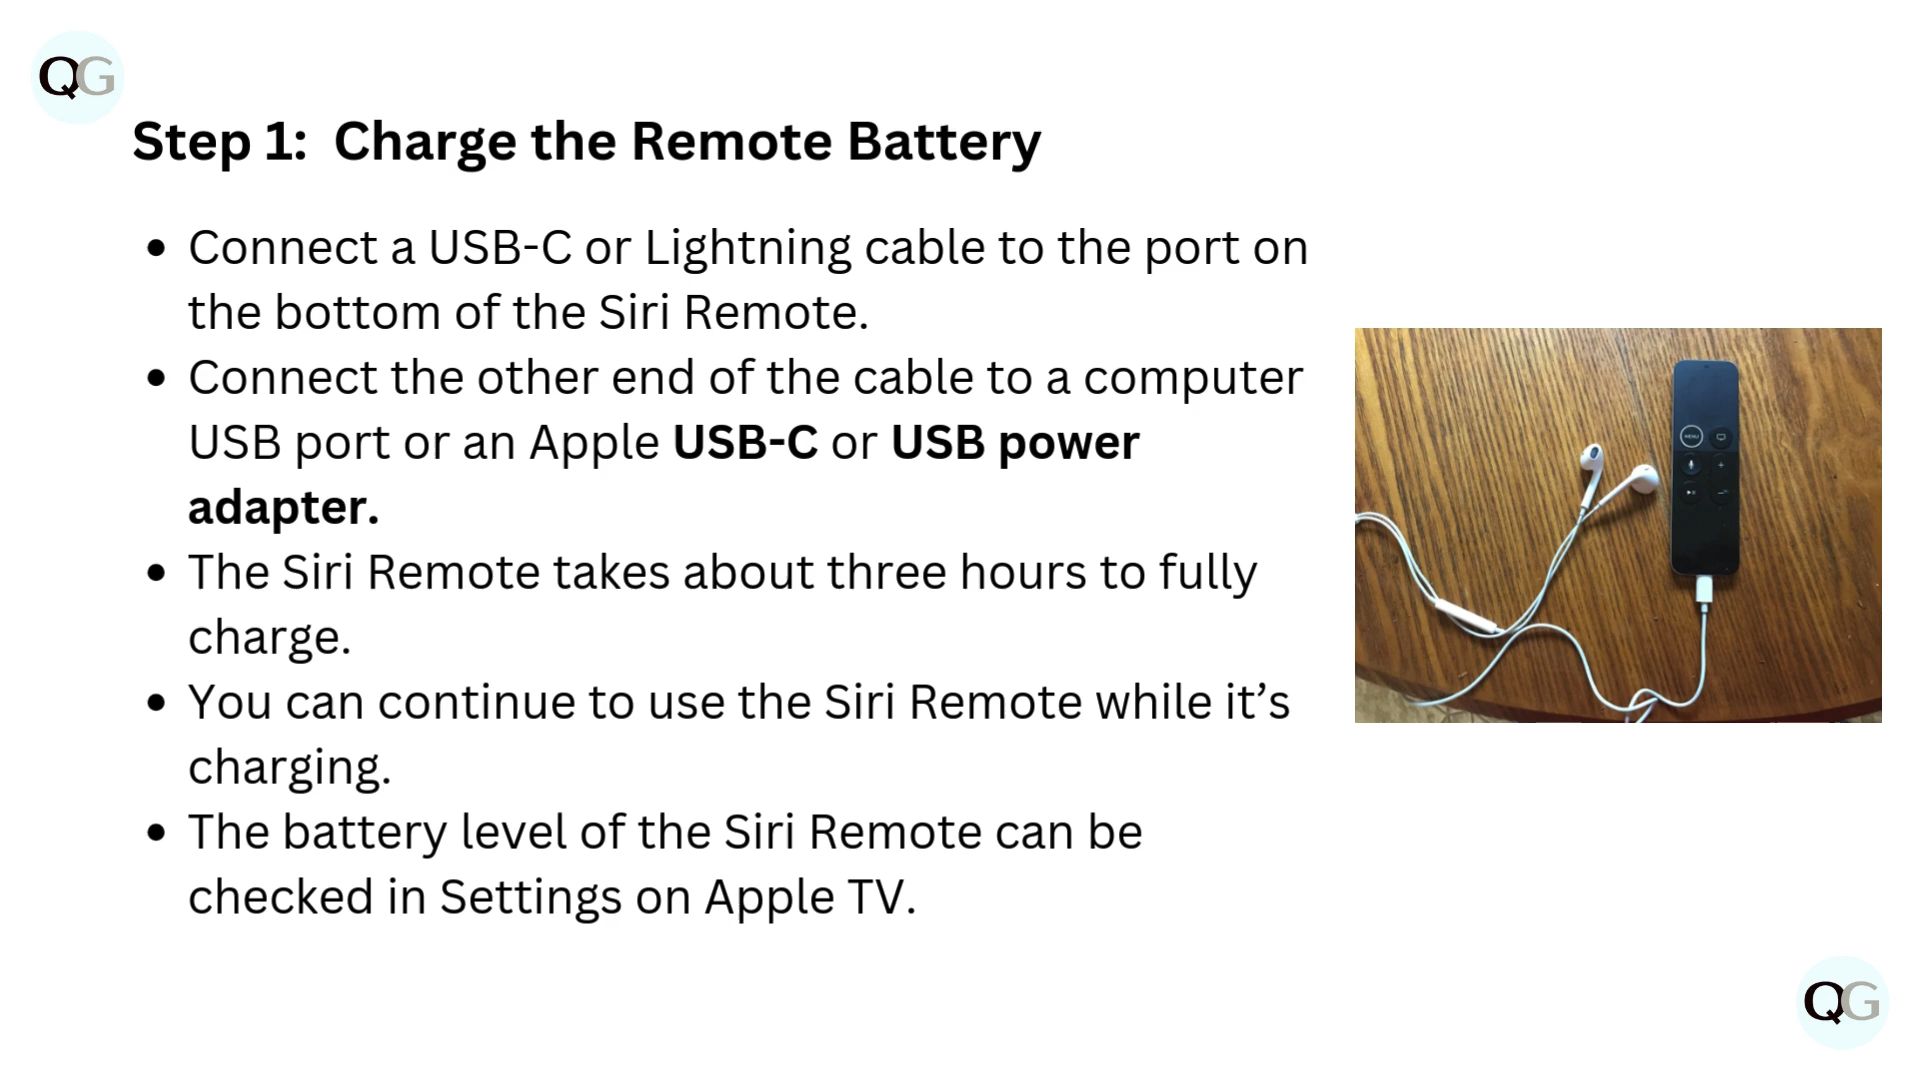 QG
Step 1:  Charge the Remote Battery
• Connect a USB-C or Lightning cable to the port on
the bottom of the Siri Remote.
• Connect the other end of the cable to a computer
USB port or an Apple USB-C or USB power
adapter.
• The Siri Remote takes about three hours to fully
charge.
• You can continue to use the Siri Remote while it’s
charging.
• The battery level of the Siri Remote can be
checked in Settings on Apple TV.
MENU
QG